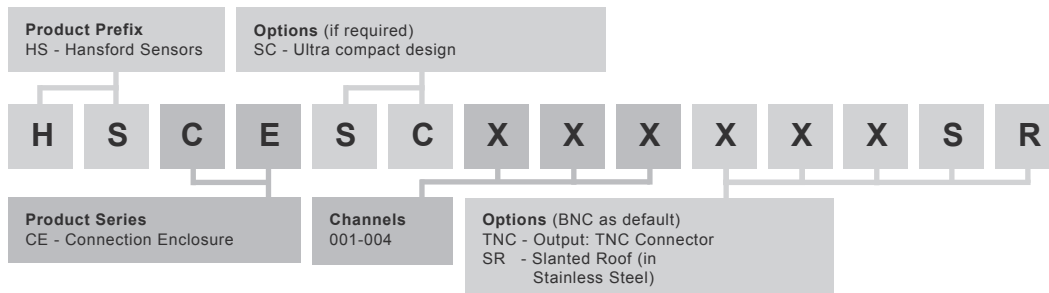 Product Prefix
HS - Hansford Sensors
Options (if required)
SC - Ultra compact design
H S C E S C X X X X X X S R
Product Series
CE - Connection Enclosure
Channels
001-004
Options (BNC as default)
TNC - Output: TNC Connector
SR - Slanted Roof (in
Stainless Steel)